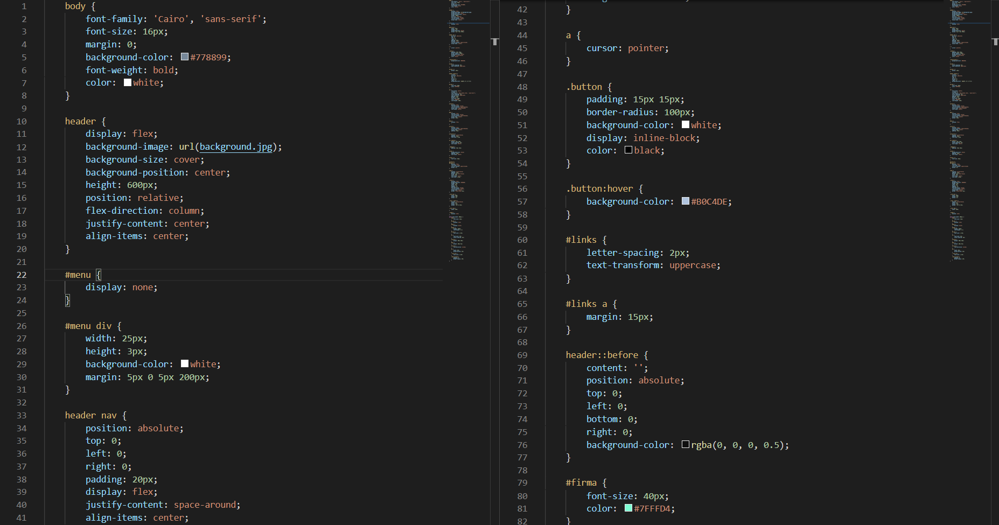 1 body {
2 font-family: 'Cairo', 'sans-serif';
3 font-size: 16px;
4 margin: 0;
5 background-color: #778899;
6 font-weight: bold;
7 color: white;
8 }
9
10 header {
11 display: flex;
12 background-image: url(background.jpg);
13 background-size: cover;
14 background-position: center;
15 height: 600px;
16 position: relative;
17 flex-direction: column;
18 justify-content: center;
19 align-items: center;
20 }
21
22 #menu {
23 display: none;
24 }
25
26 #menu div {
27 width: 25px;
28 height: 3px;
29 background-color: white;
30 margin: 5px 0 5px 200px;
31 }
32
33 header nav {
34 position: absolute;
35 top: 0;
36 left: 0;
37 right: 0;
38 padding: 20px;
39 display: flex;
40 justify-content: space-around;
41 align-items: center;
42 }
43
44 a {
45 cursor: pointer;
46 }
47
48 .button {
49 padding: 15px 15px;
50 border-radius: 100px;
51 background-color: white;
52 display: inline-block;
53 color: black;
54 }
55
56 .button:hover {
57 background-color: #B0C4DE;
58 }
59
60 #links {
61 letter-spacing: 2px;
62 text-transform: uppercase;
63 }
64
65 #links a {
66 margin: 15px;
67 }
68
69 header::before {
70 content: '';
71 position: absolute;
72 top: 0;
73 left: 0;
74 bottom: 0;
75 right: 0;
76 background-color: rgba(0, 0, 0, 0.5);
77 }
78
79 #firma {
80 font-size: 40px;
81 color: #7FFFD4;
82 }